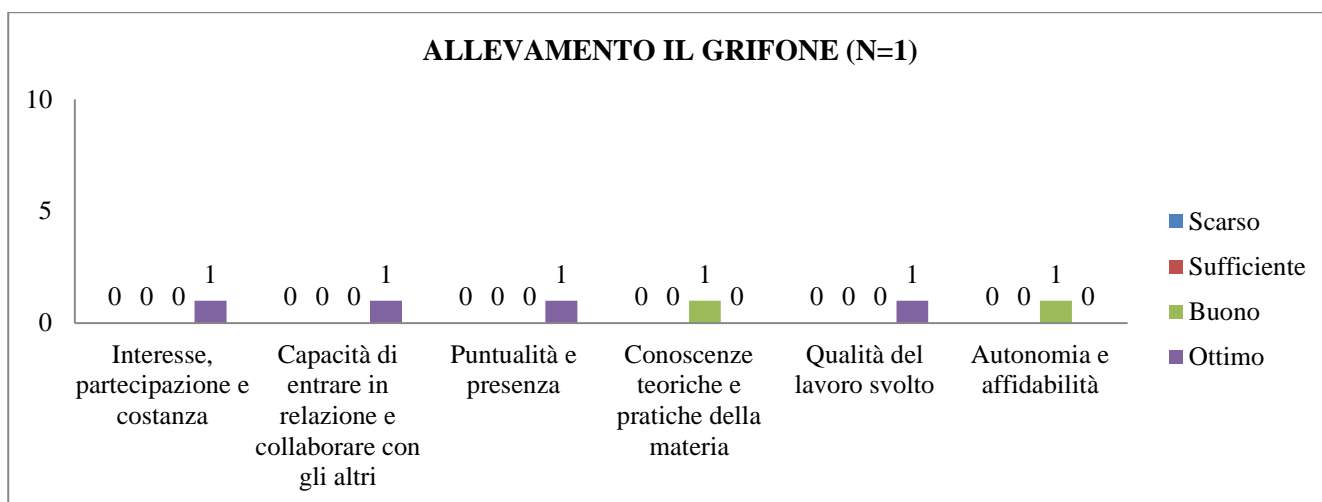 ALLEVAMENTO IL GRIFONE (N=1)
10
5
0
0 0 0 1
0 0 0 1
0 0 0 1
0 0 1 0
0 0 0 1
0 0 1 0
Interesse,
partecipazione e
costanza
Capacità di
entrare in
relazione e
collaborare con
gli altri
Puntualità e
presenza
Conoscenze
teoriche e
pratiche della
materia
Qualità del
lavoro svolto
Autonomia e
affidabilità
Scarso
Sufficiente
Buono
Ottimo